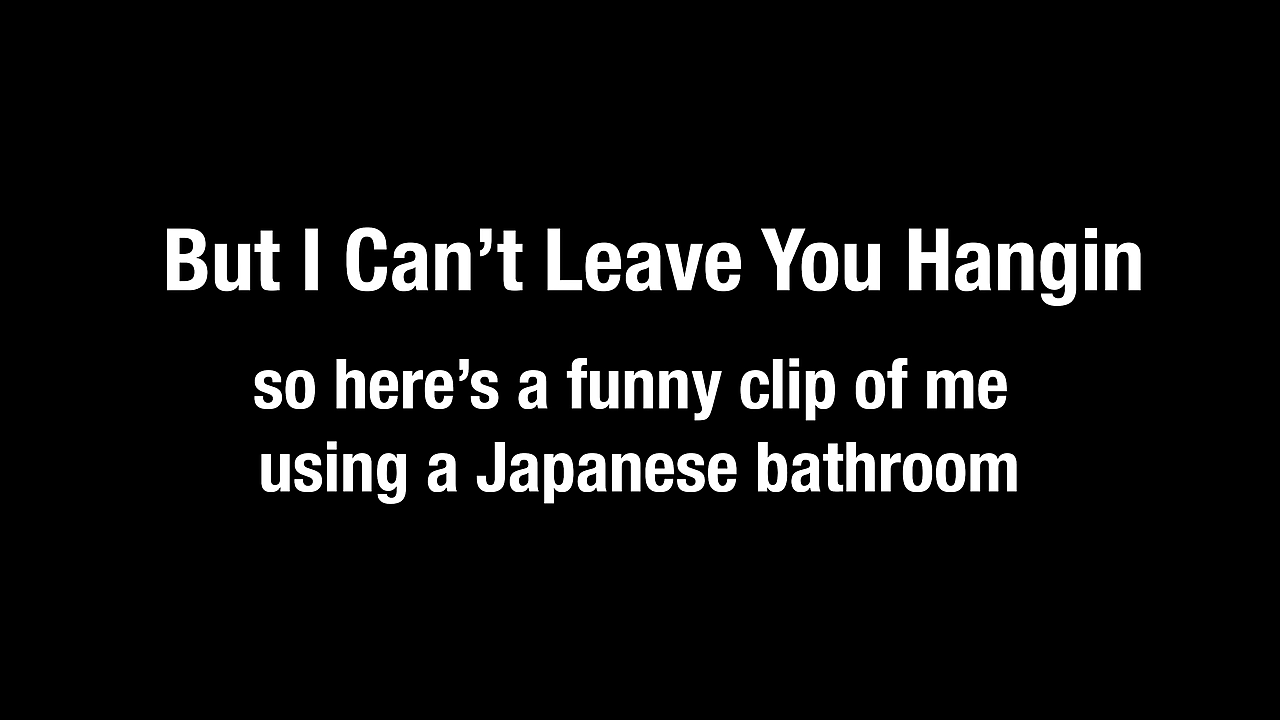 But I Can’t Leave You Hangin
so here’s a funny clip of me
using a Japanese bathroom